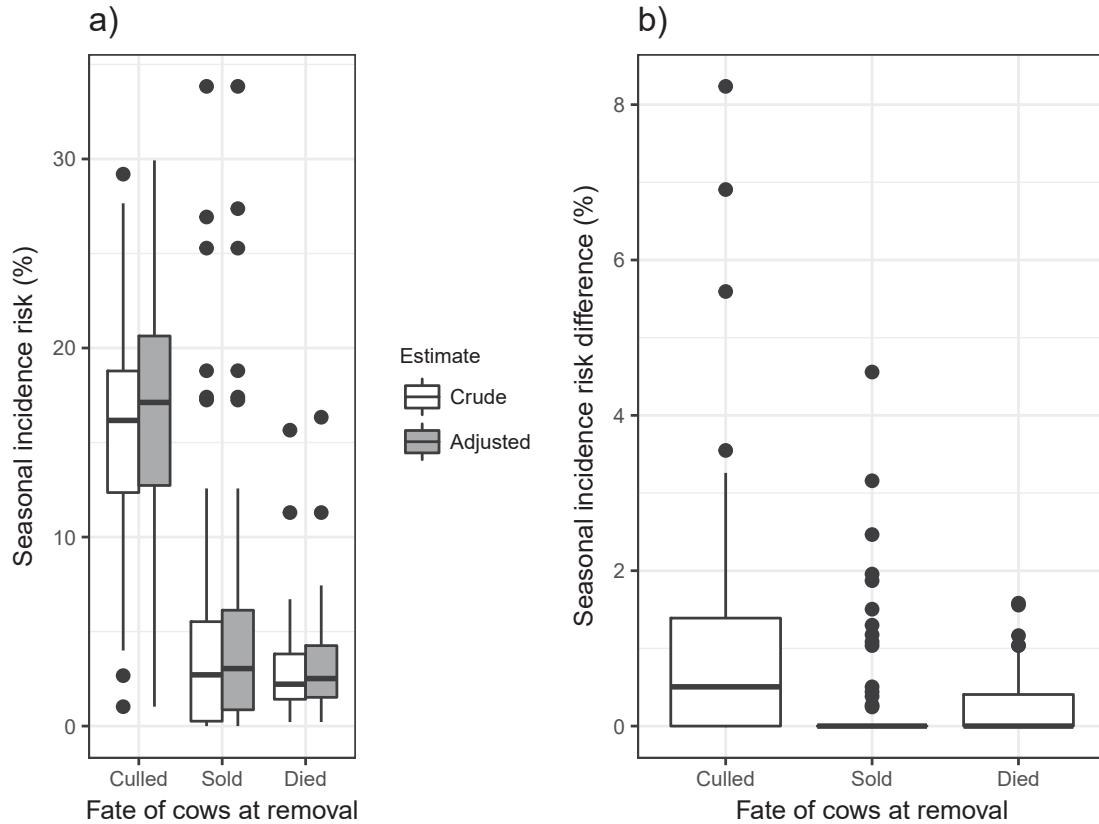 a)
Seasonal incidence risk (%)
30
20
10
0
Culled Sold Died
Fate of cows at removal
Estimate
Crude
Adjusted
b)
Seasonal incidence risk difference (%)
8
6
4
2
0
Culled Sold Died
Fate of cows at removal